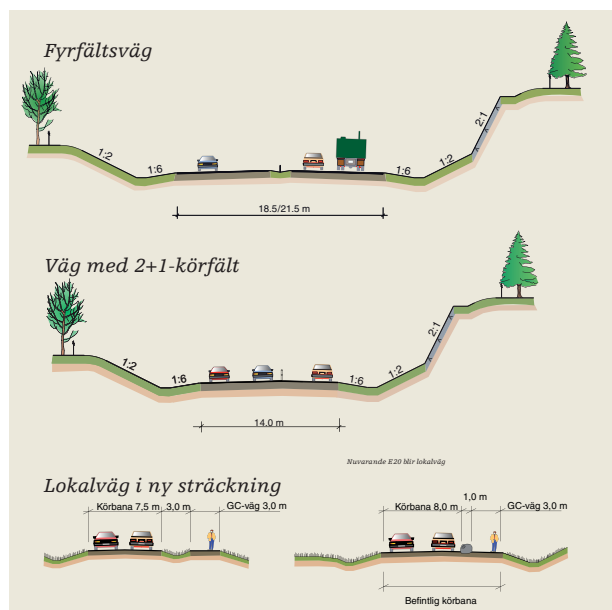 Fyrfältsväg
2:1
1:2
1:6
1:6
1:2
18.5/21.5 m
Väg med 2+1-körfält
2:1
1:2
1:6
1:6
1:2
14.0 m
Nuvarande E20 blir lokalväg
Lokalväg i ny sträckning
1,0 m
Körbana 7,5 m
3,0 m
GC-väg 3,0 m
Körbana 8,0 m
GC-väg 3,0 m
Befintlig körbana